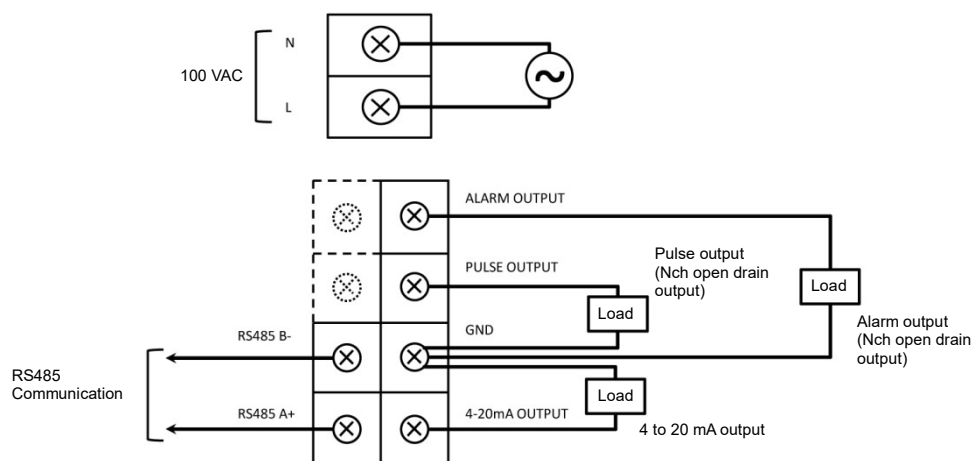 N
100 VAC
L
ALARM OUTPUT
Pulse output
(Nch open drain
output)
PULSE OUTPUT
Load
Load
GND
Alarm output
(Nch open drain
output)
RS485 B-
RS485
Communication
Load
RS485 A+
4-20mA OUTPUT
4 to 20 mA output